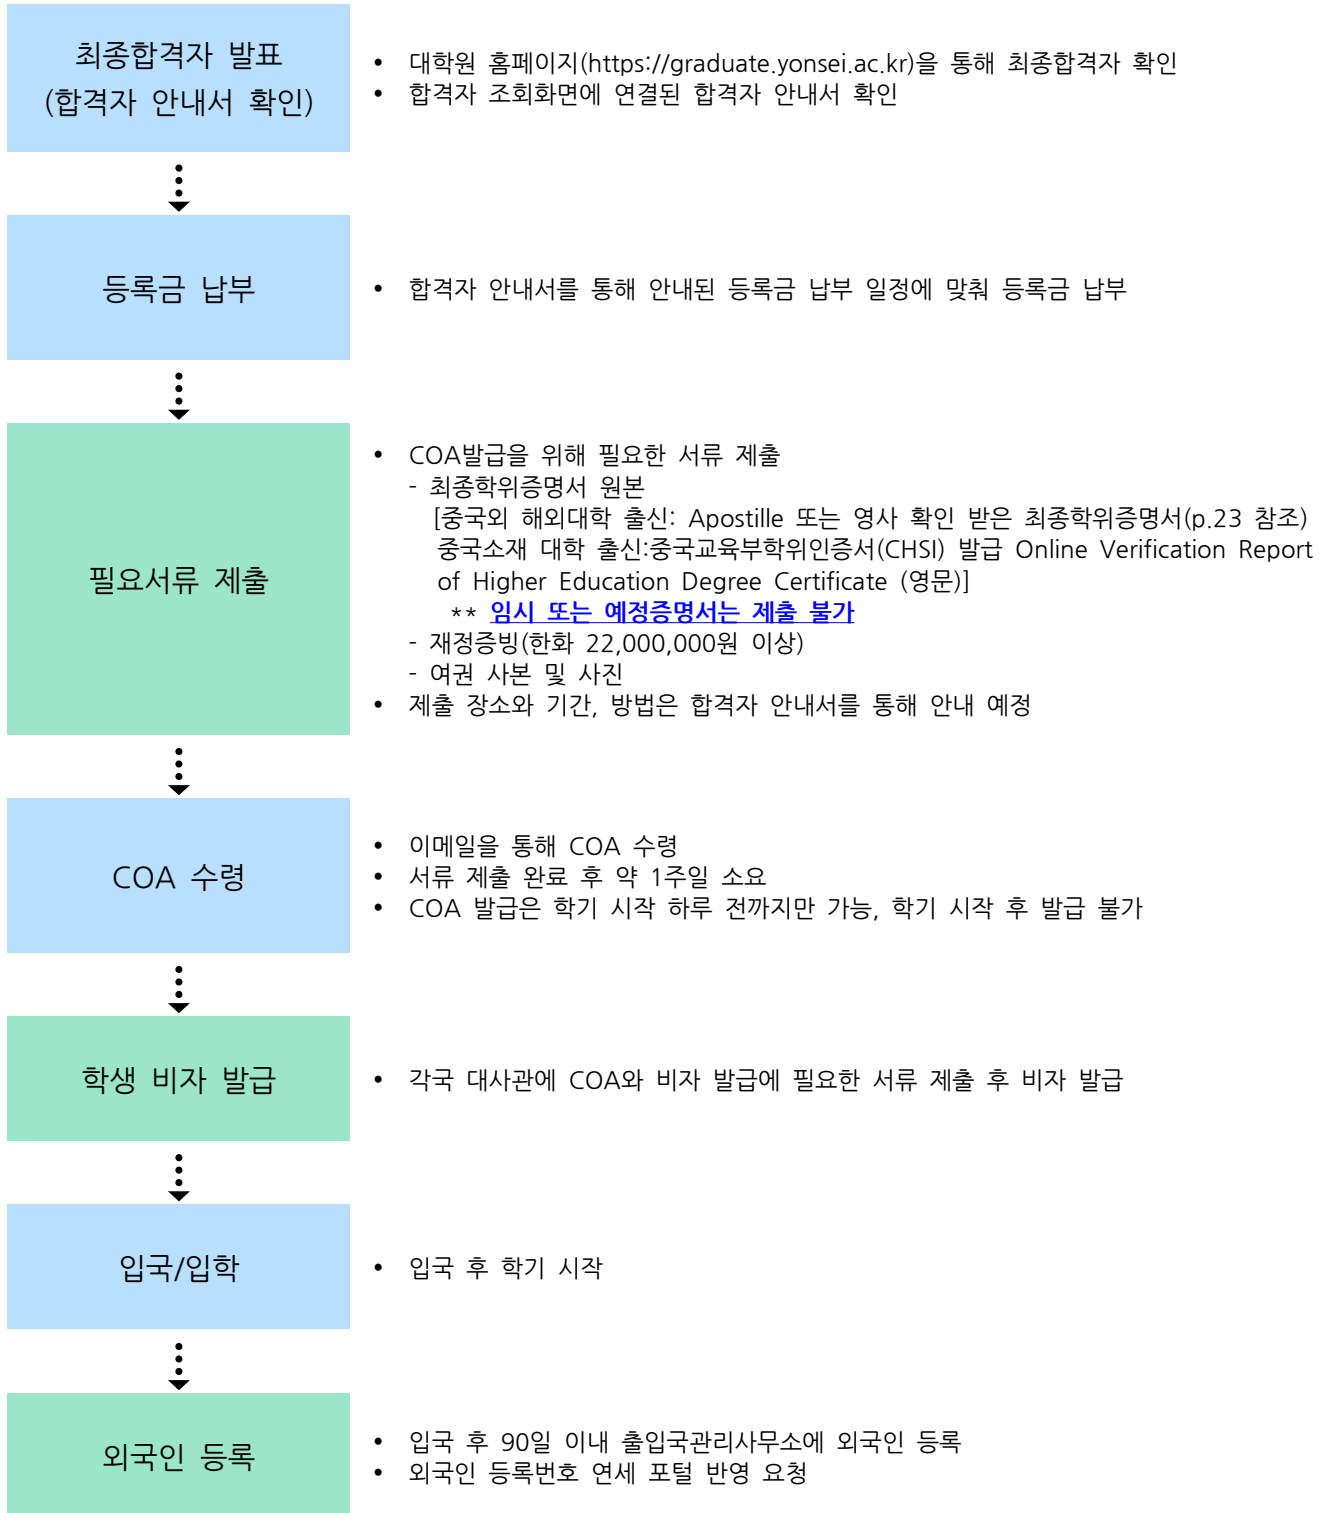 최종합격자 발표
(합격자 안내서 확인)
• 대학원 홈페이지(https://graduate.yonsei.ac.kr)을 통해 최종합격자 확인
• 합격자 조회화면에 연결된 합격자 안내서 확인
등록금 납부
• 합격자 안내서를 통해 안내된 등록금 납부 일정에 맞춰 등록금 납부
필요서류 제출
• COA발급을 위해 필요한 서류 제출
- 최종학위증명서 원본
[중국외 해외대학 출신: Apostille 또는 영사 확인 받은 최종학위증명서(p.23 참조)
중국소재 대학 출신:중국교육부학위인증서(CHSI) 발급 Online Verification Report
of Higher Education Degree Certificate (영문)]
** 임시 또는 예정증명서는 제출 불가
- 재정증빙(한화 22,000,000원 이상)
- 여권 사본 및 사진
• 제출 장소와 기간, 방법은 합격자 안내서를 통해 안내 예정
COA 수령
• 이메일을 통해 COA 수령
• 서류 제출 완료 후 약 1주일 소요
• COA 발급은 학기 시작 하루 전까지만 가능, 학기 시작 후 발급 불가
학생 비자 발급
• 각국 대사관에 COA와 비자 발급에 필요한 서류 제출 후 비자 발급
입국/입학
• 입국 후 학기 시작
외국인 등록
• 입국 후 90일 이내 출입국관리사무소에 외국인 등록
• 외국인 등록번호 연세 포털 반영 요청